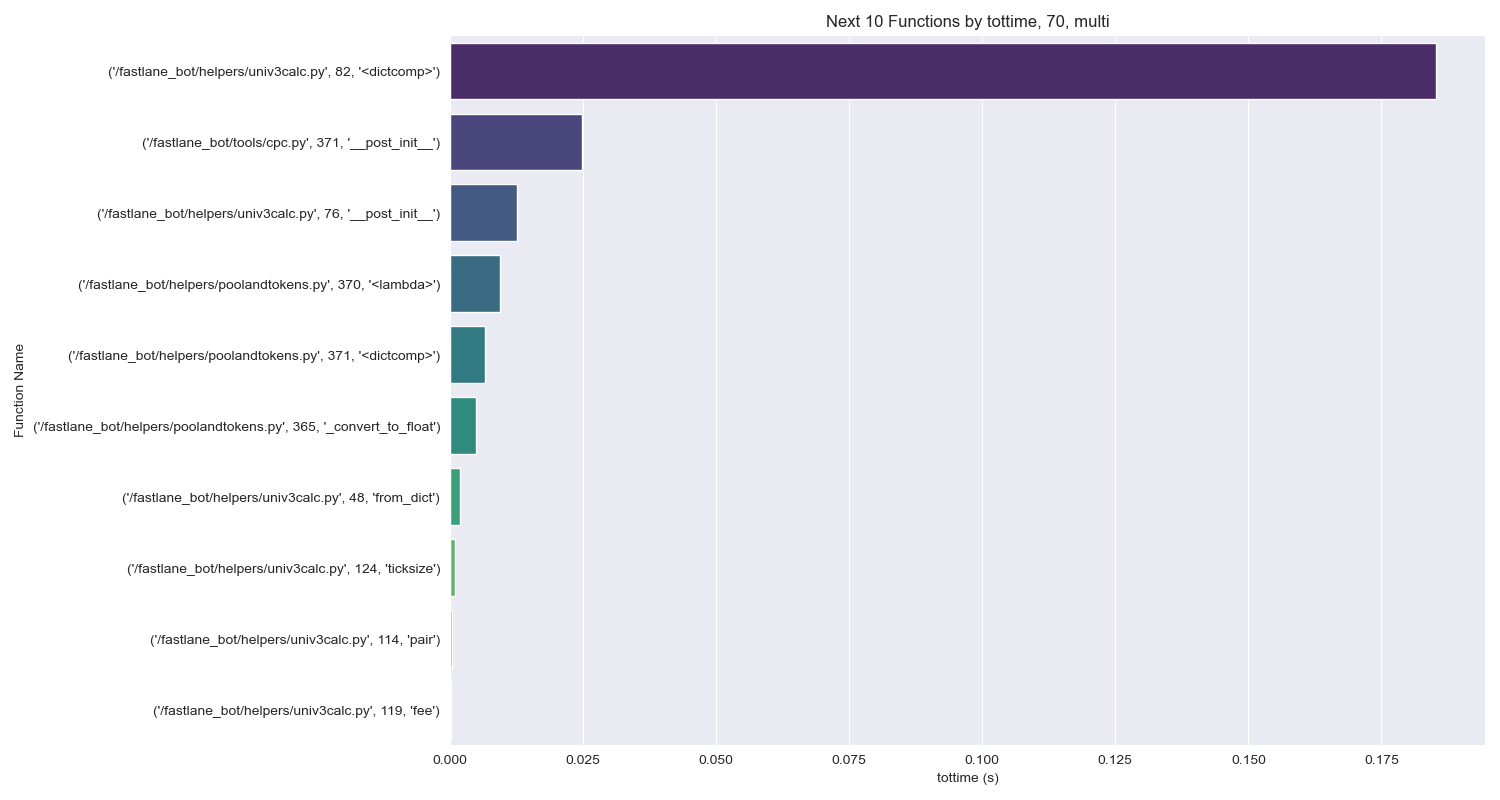 Next 10 Functions by tottime, 70, multi
Function Name
('/fastlane_bot/helpers/univ3calc.py', 82, '<dictcomp>')
('/fastlane_bot/tools/cpc.py', 371, '__post_init__')
('/fastlane_bot/helpers/univ3calc.py', 76, '__post_init__')
('/fastlane_bot/helpers/poolandtokens.py', 370, '<lambda>')
('/fastlane_bot/helpers/poolandtokens.py', 371, '<dictcomp>')
('/fastlane_bot/helpers/poolandtokens.py', 365, '_convert_to_float')
('/fastlane_bot/helpers/univ3calc.py', 48, 'from_dict')
('/fastlane_bot/helpers/univ3calc.py', 124, 'ticksize')
('/fastlane_bot/helpers/univ3calc.py', 114, 'pair')
('/fastlane_bot/helpers/univ3calc.py', 119, 'fee')
0.000 0.025 0.050 0.075 0.100 0.125 0.150 0.175
tottime (s)